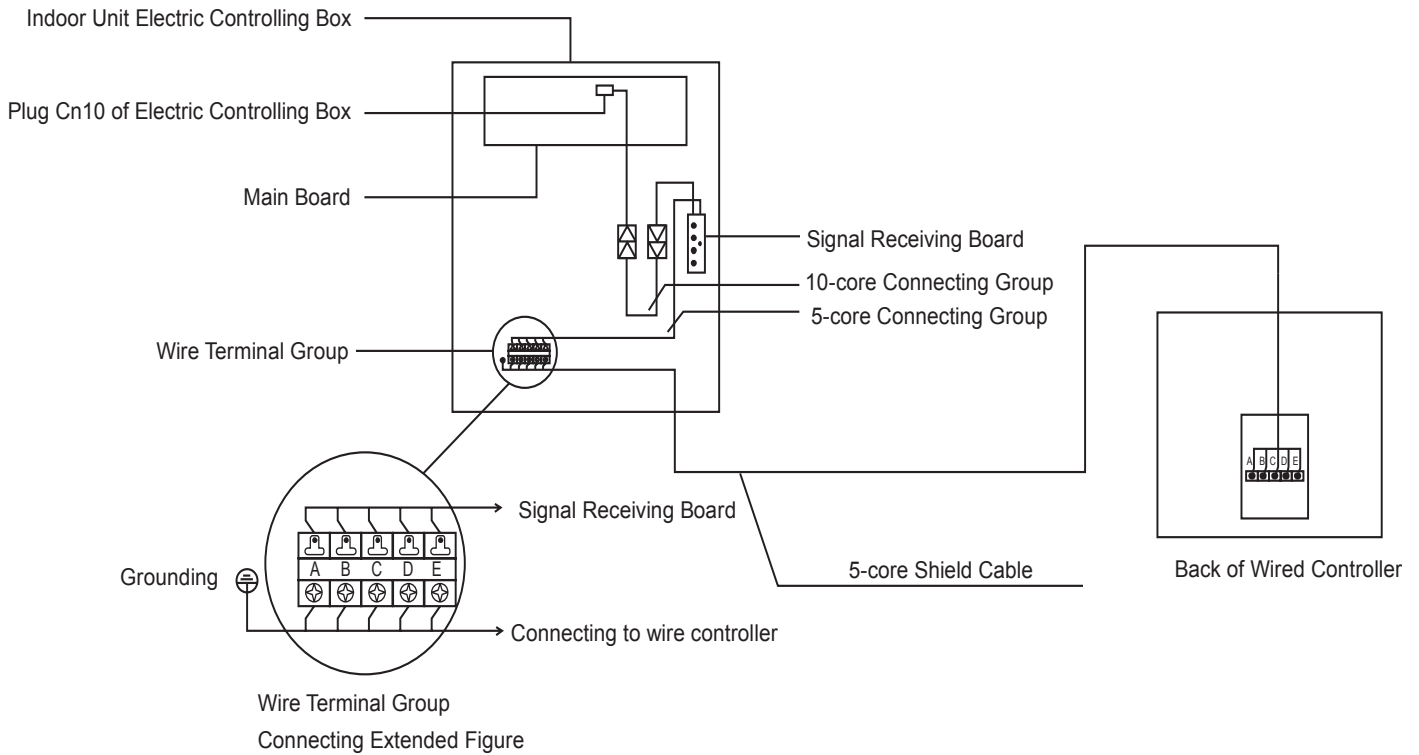 Indoor Unit Electric Controlling Box
Plug Cn10 of Electric Controlling Box
Main Board
Signal Receiving Board
10-core Connecting Group
5-core Connecting Group
Wire Terminal Group
A B C D E
Signal Receiving Board
A B C D E
Grounding
5-core Shield Cable
Back of Wired Controller
Connecting to wire controller
Wire Terminal Group
Connecting Extended Figure